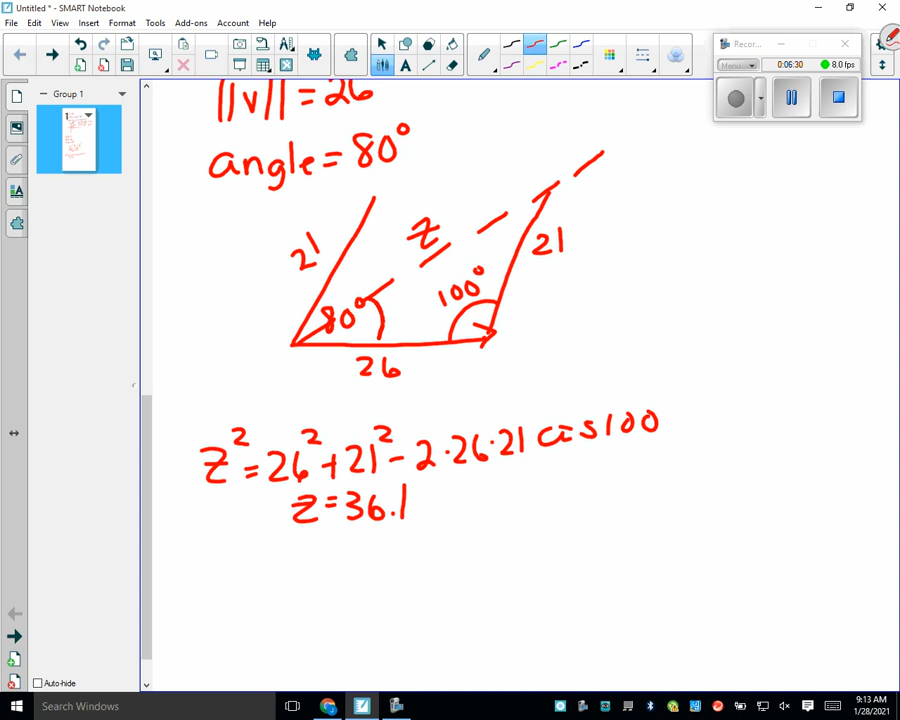 Untitled * - SMART Notebook
File Edit View Insert Format Tools Add-ons Account Help
Recor...
Menu
0:06:30
8.0 fps
Group 1
1
||v|| = 26
angle = 80°
21
z
21
80°
100°
26
z² = 26² + 21² - 2·26·21 cos 100
z = 36.1
Auto-hide
Search Windows
9:13 AM
1/28/2021